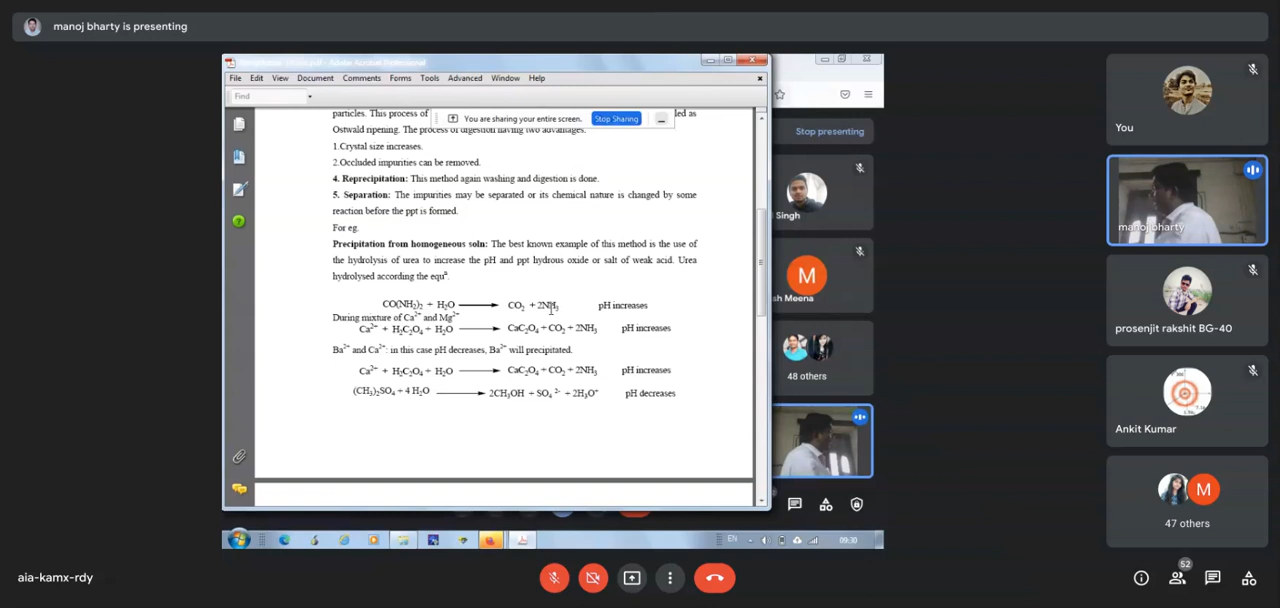 manoj bharty is presenting
File Edit View Document Comments Forms Tools Advanced Window Help
Find
You are sharing your entire screen. Stop Sharing
particles. This process of
Ostwald ripening. The process of digestion having two advantages.
1.Crystal size increases.
2.Occluded impurities can be removed.
4. Reprecipitation: This method again washing and digestion is done.
5. Separation: The impurities may be separated or its chemical nature is changed by some
reaction before the ppt is formed.
For eg.
Precipitation from homogeneous soln: The best known example of this method is the use of
the hydrolysis of urea to increase the pH and ppt hydrous oxide or salt of weak acid. Urea
hydrolysed according the equⁿ.
CO(NH₂)₂ + H₂O ⟶ CO₂ + 2NH₃ pH increases
During mixture of Ca²⁺ and Mg²⁺
Ca²⁺ + H₂C₂O₄ + H₂O ⟶ CaC₂O₄ + CO₂ + 2NH₃ pH increases
Ba²⁺ and Ca²⁺: in this case pH decreases, Ba²⁺ will precipitated.
Ca²⁺ + H₂C₂O₄ + H₂O ⟶ CaC₂O₄ + CO₂ + 2NH₃ pH increases
(CH₃)₂SO₄ + 4 H₂O ⟶ 2CH₃OH + SO₄²⁻ + 2H₃O⁺ pH decreases
Stop presenting
Singh
sh Meena
48 others
EN 09:30
You
manoj bharty
prosenjit rakshit BG-40
Ankit Kumar
M
47 others
aia-kamx-rdy
52